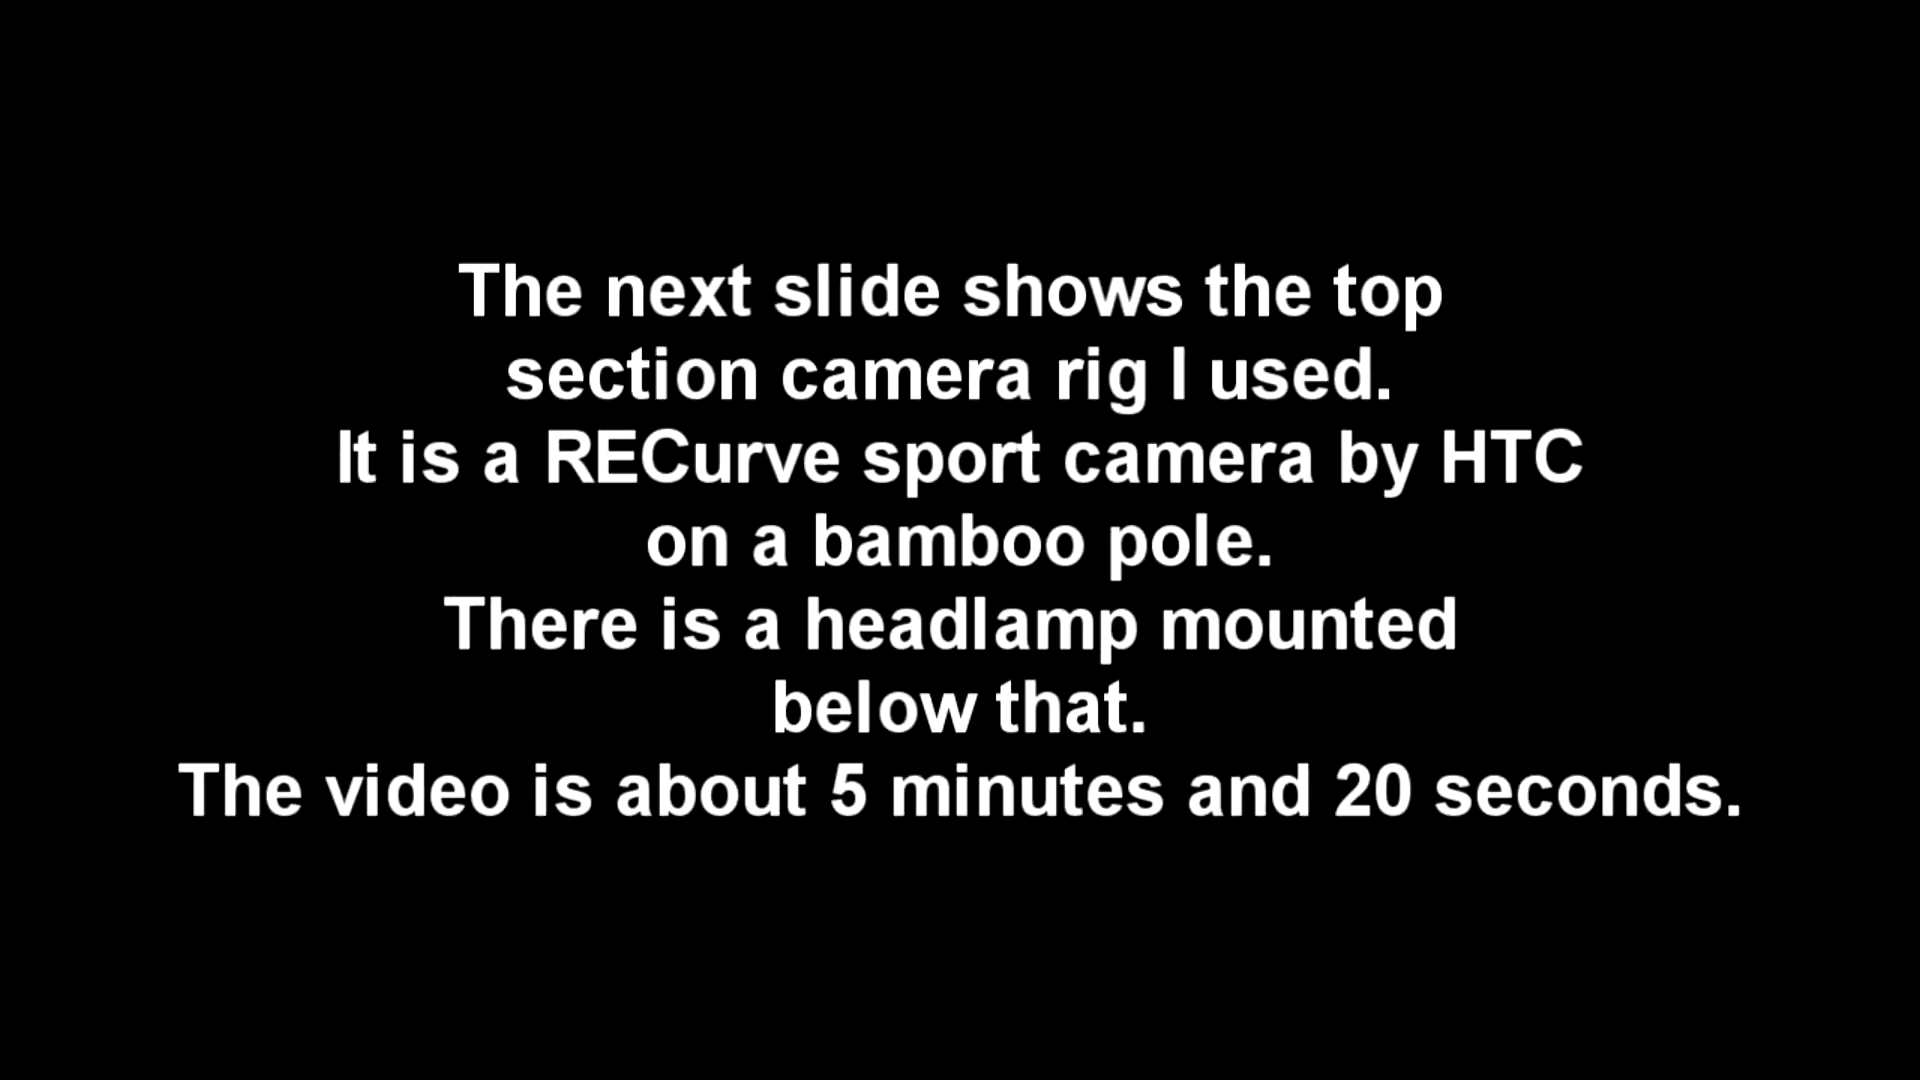 The next slide shows the top
section camera rig I used.
It is a RECurve sport camera by HTC
on a bamboo pole.
There is a headlamp mounted
below that.
The video is about 5 minutes and 20 seconds.